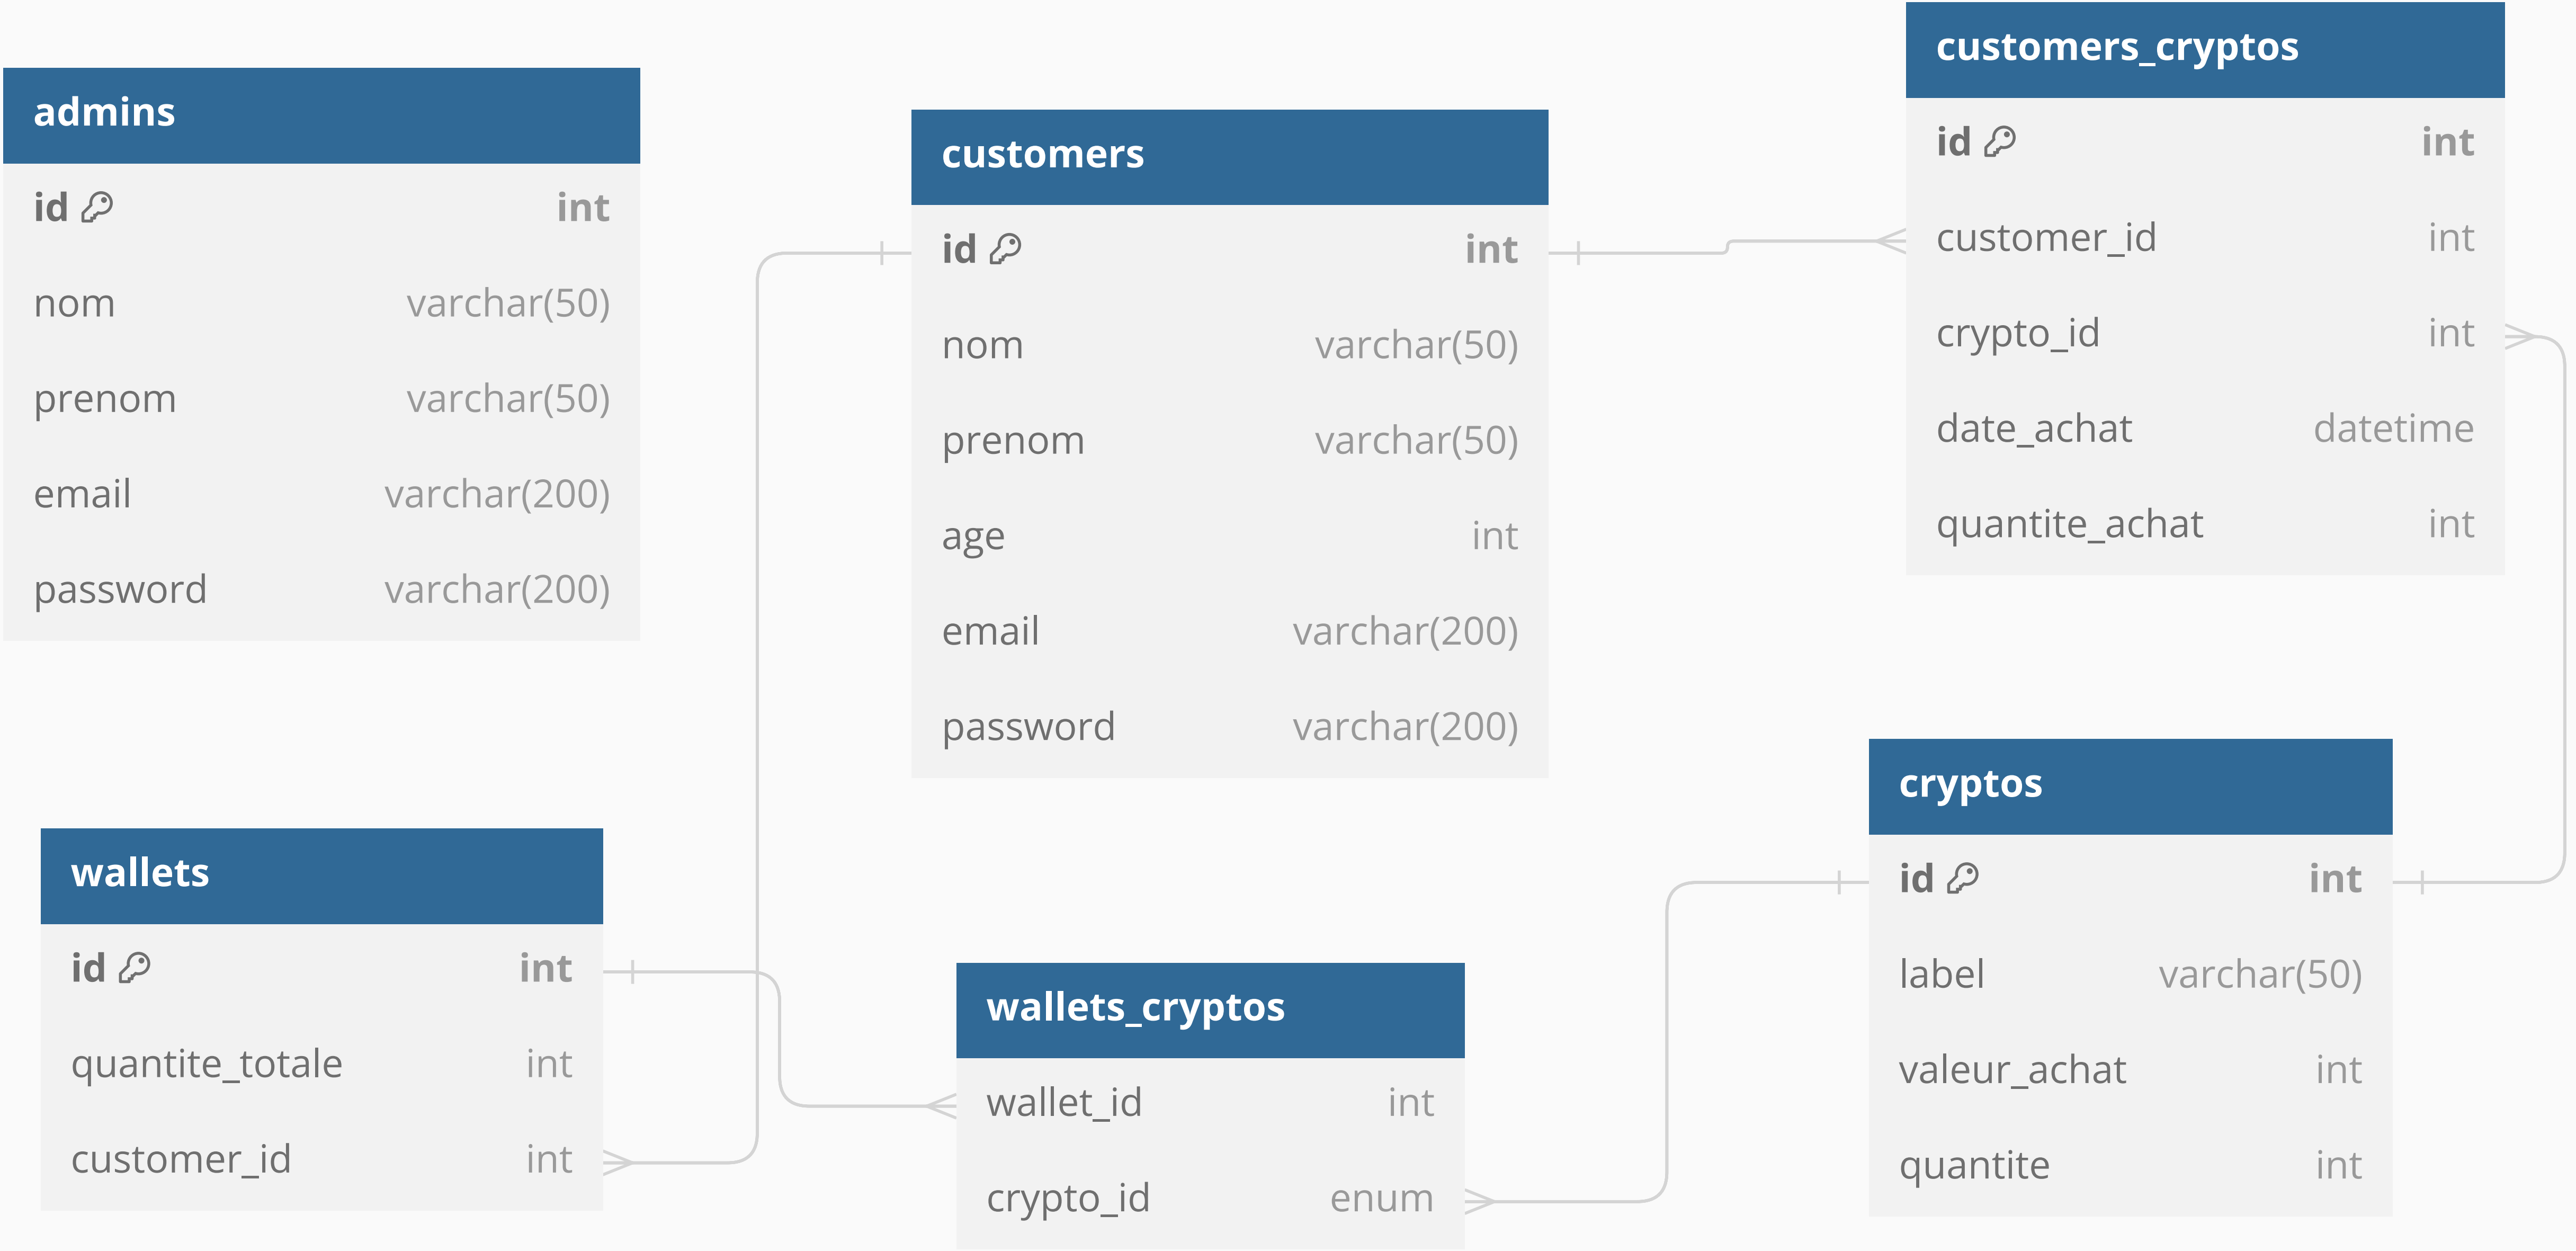 admins
id int
nom varchar(50)
prenom varchar(50)
email varchar(200)
password varchar(200)
customers
id int
nom varchar(50)
prenom varchar(50)
age int
email varchar(200)
password varchar(200)
customers_cryptos
id int
customer_id int
crypto_id int
date_achat datetime
quantite_achat int
wallets
id int
quantite_totale int
customer_id int
wallets_cryptos
wallet_id int
crypto_id enum
cryptos
id int
label varchar(50)
valeur_achat int
quantite int